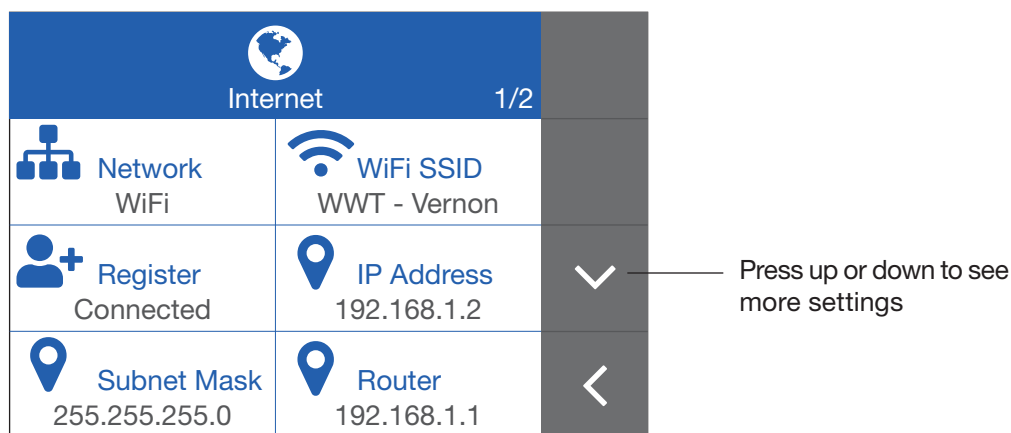 Internet 1/2
Network
WiFi
WiFi SSID
WWT - Vernon
Register
Connected
IP Address
192.168.1.2
Press up or down to see
more settings
Subnet Mask
255.255.255.0
Router
192.168.1.1